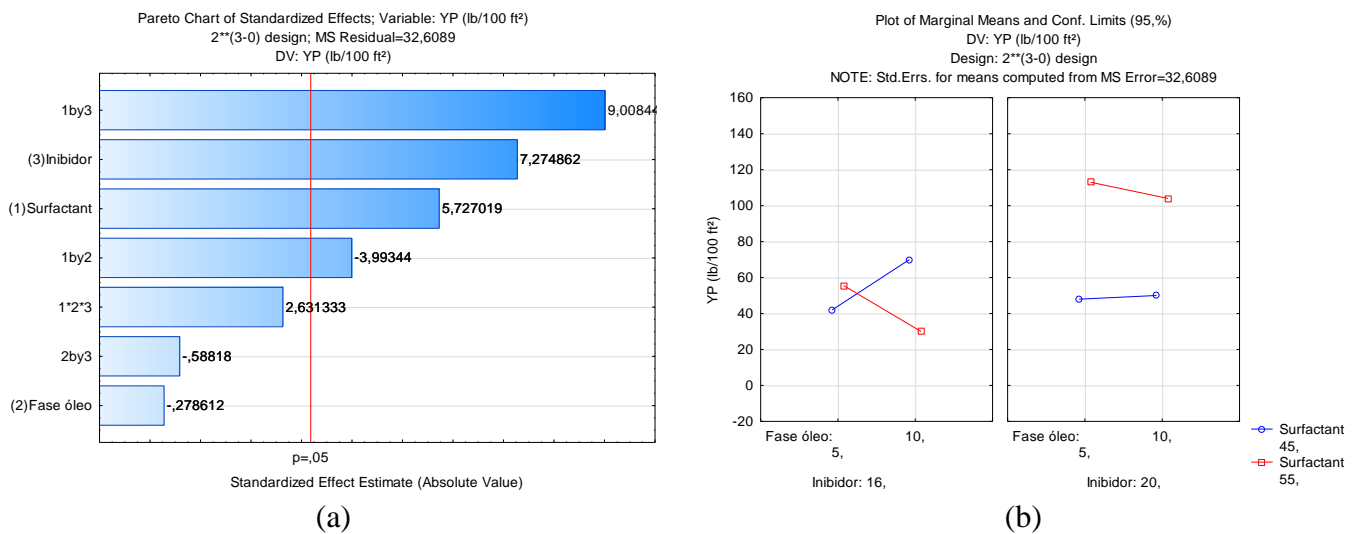 Pareto Chart of Standardized Effects; Variable: YP (lb/100 ft²)
2**(3-0) design; MS Residual=32,6089
DV: YP (lb/100 ft²)
1by3
9,00844
(3)Inibidor
7,274862
(1)Surfactant
5,727019
1by2
-3,99344
1*2*3
2,631333
2by3
-,58818
(2)Fase óleo
-,278612
p=,05
Standardized Effect Estimate (Absolute Value)
(a)
Plot of Marginal Means and Conf. Limits (95,%)
DV: YP (lb/100 ft²)
Design: 2**(3-0) design
NOTE: Std.Errs. for means computed from MS Error=32,6089
YP (lb/100 ft²)
160
140
120
100
80
60
40
20
0
-20
Fase óleo:
5,
10,
Inibidor: 16,
Fase óleo:
5,
10,
Inibidor: 20,
Surfactant
45,
Surfactant
55,
(b)